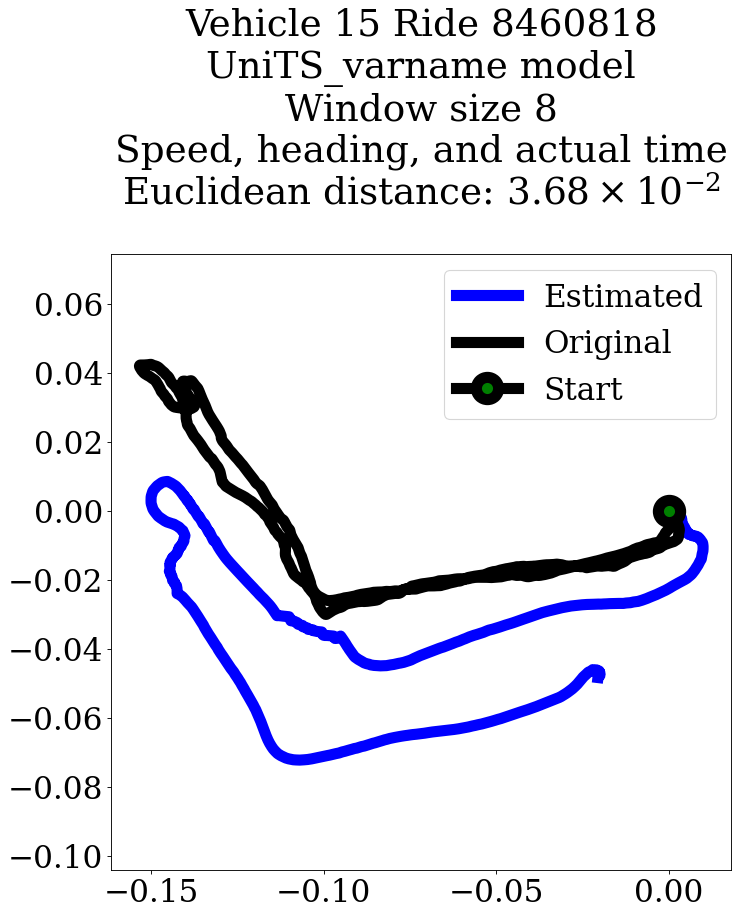 Vehicle 15 Ride 8460818
UniTS_varname model
Window size 8
Speed, heading, and actual time
Euclidean distance: 3.68 × 10⁻²
Estimated
Original
Start
0.06
0.04
0.02
0.00
−0.02
−0.04
−0.06
−0.08
−0.10
−0.15
−0.10
−0.05
0.00